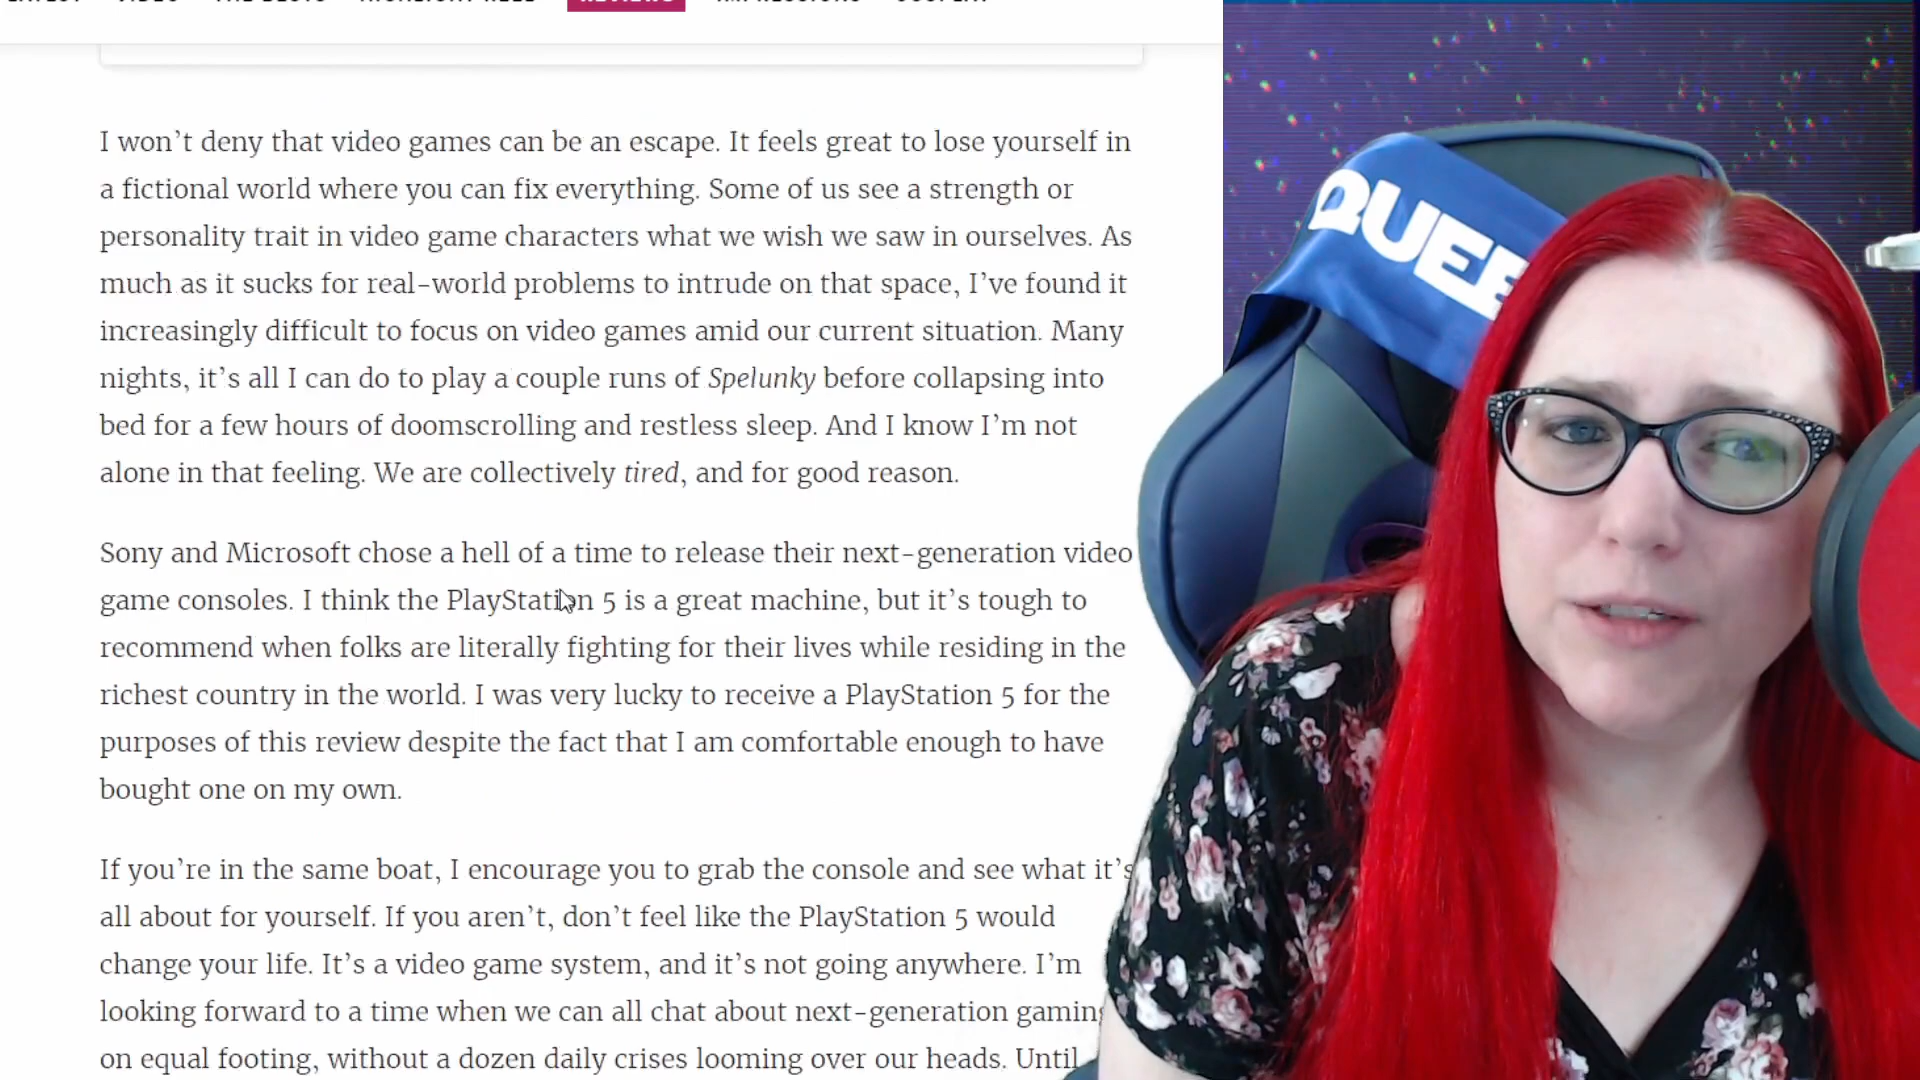 LATEST VIDEO THE BESTS HIGHLIGHT REEL REVIEWS IMPRESSIONS COSPLAY
I won’t deny that video games can be an escape. It feels great to lose yourself in
a fictional world where you can fix everything. Some of us see a strength or
personality trait in video game characters what we wish we saw in ourselves. As
much as it sucks for real-world problems to intrude on that space, I’ve found it
increasingly difficult to focus on video games amid our current situation. Many
nights, it’s all I can do to play a couple runs of Spelunky before collapsing into
bed for a few hours of doomscrolling and restless sleep. And I know I’m not
alone in that feeling. We are collectively tired, and for good reason.
Sony and Microsoft chose a hell of a time to release their next-generation video
game consoles. I think the PlayStation 5 is a great machine, but it’s tough to
recommend when folks are literally fighting for their lives while residing in the
richest country in the world. I was very lucky to receive a PlayStation 5 for the
purposes of this review despite the fact that I am comfortable enough to have
bought one on my own.
If you’re in the same boat, I encourage you to grab the console and see what it’s
all about for yourself. If you aren’t, don’t feel like the PlayStation 5 would
change your life. It’s a video game system, and it’s not going anywhere. I’m
looking forward to a time when we can all chat about next-generation gaming
on equal footing, without a dozen daily crises looming over our heads. Until
QUEE